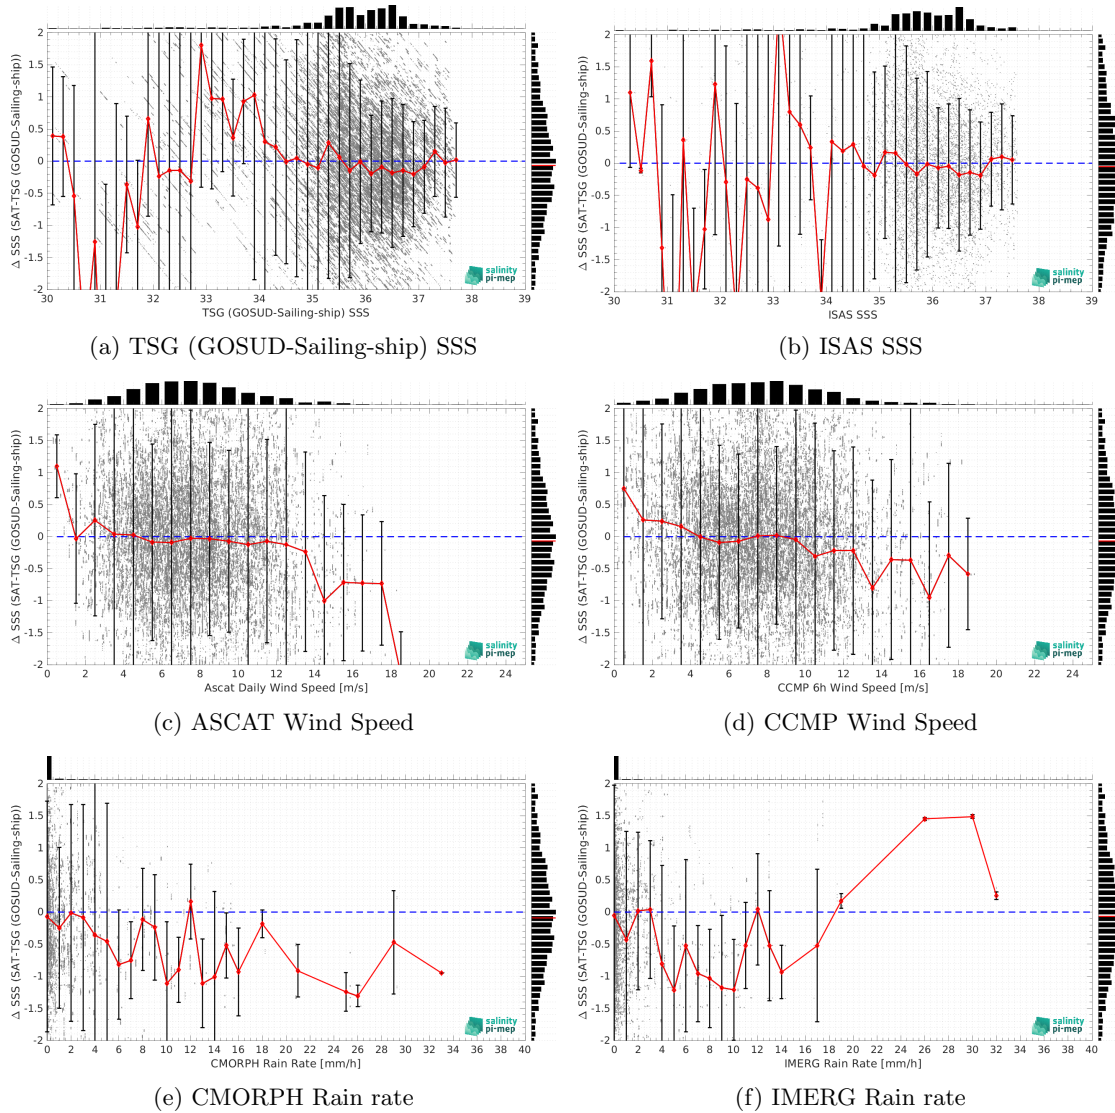 2
1.5
1
0.5
0
-0.5
-1
-1.5
-2
Δ SSS (SAT-TSG (GOSUD-Sailing-ship))
salinity
pi-mep
30 31 32 33 34 35 36 37 38 39
TSG (GOSUD-Sailing-ship) SSS
(a) TSG (GOSUD-Sailing-ship) SSS
2
1.5
1
0.5
0
-0.5
-1
-1.5
-2
Δ SSS (SAT-TSG (GOSUD-Sailing-ship))
salinity
pi-mep
30 31 32 33 34 35 36 37 38 39
ISAS SSS
(b) ISAS SSS
2
1.5
1
0.5
0
-0.5
-1
-1.5
-2
Δ SSS (SAT-TSG (GOSUD-Sailing-ship))
salinity
pi-mep
0 2 4 6 8 10 12 14 16 18 20 22 24
Ascat Daily Wind Speed [m/s]
(c) ASCAT Wind Speed
2
1.5
1
0.5
0
-0.5
-1
-1.5
-2
Δ SSS (SAT-TSG (GOSUD-Sailing-ship))
salinity
pi-mep
2 4 6 8 10 12 14 16 18 20 22 24
CCMP 6h Wind Speed [m/s]
(d) CCMP Wind Speed
2
1.5
1
0.5
0
-0.5
-1
-1.5
-2
Δ SSS (SAT-TSG (GOSUD-Sailing-ship))
salinity
pi-mep
0 2 4 6 8 10 12 14 16 18 20 22 24 26 28 30 32 34 36 38 40
CMORPH Rain Rate [mm/h]
(e) CMORPH Rain rate
2
1.5
1
0.5
0
-0.5
-1
-1.5
-2
Δ SSS (SAT-TSG (GOSUD-Sailing-ship))
salinity
pi-mep
0 2 4 6 8 10 12 14 16 18 20 22 24 26 28 30 32 34 36 38 40
IMERG Rain Rate [mm/h]
(f) IMERG Rain rate